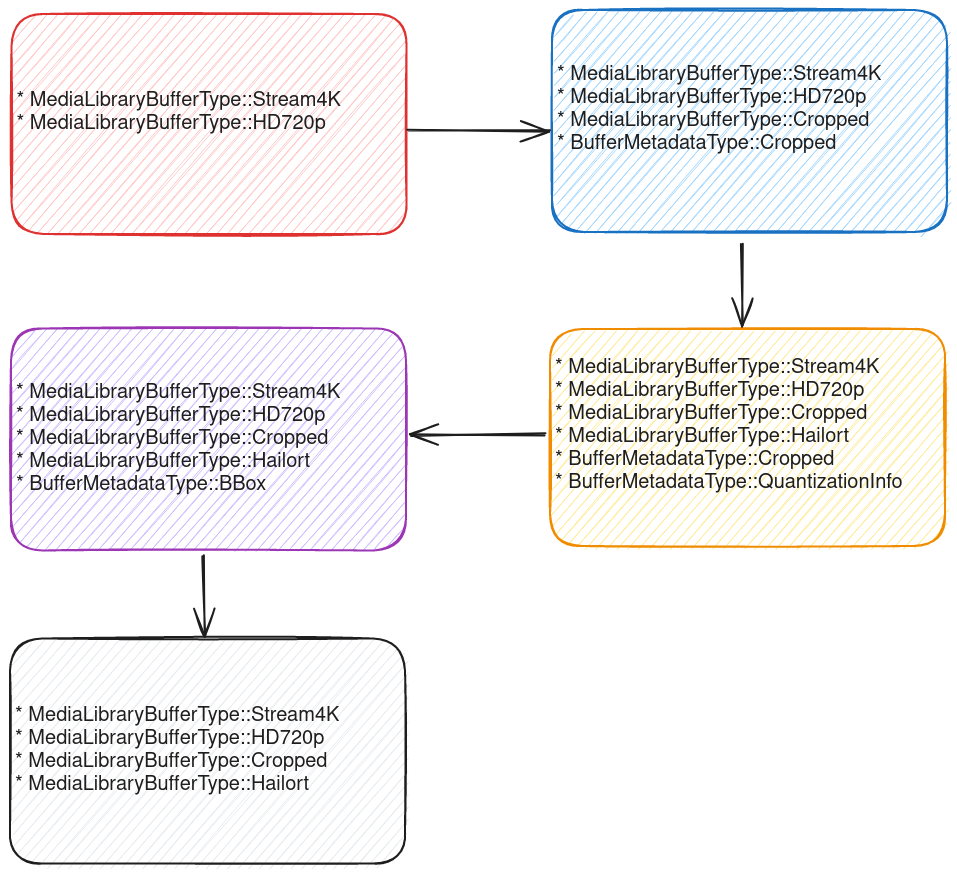 * MediaLibraryBufferType::Stream4K
* MediaLibraryBufferType::HD720p
* MediaLibraryBufferType::Stream4K
* MediaLibraryBufferType::HD720p
* MediaLibraryBufferType::Cropped
* BufferMetadataType::Cropped
* MediaLibraryBufferType::Stream4K
* MediaLibraryBufferType::HD720p
* MediaLibraryBufferType::Cropped
* MediaLibraryBufferType::Hailort
* BufferMetadataType::Cropped
* BufferMetadataType::QuantizationInfo
* MediaLibraryBufferType::Stream4K
* MediaLibraryBufferType::HD720p
* MediaLibraryBufferType::Cropped
* MediaLibraryBufferType::Hailort
* BufferMetadataType::BBox
* MediaLibraryBufferType::Stream4K
* MediaLibraryBufferType::HD720p
* MediaLibraryBufferType::Cropped
* MediaLibraryBufferType::Hailort